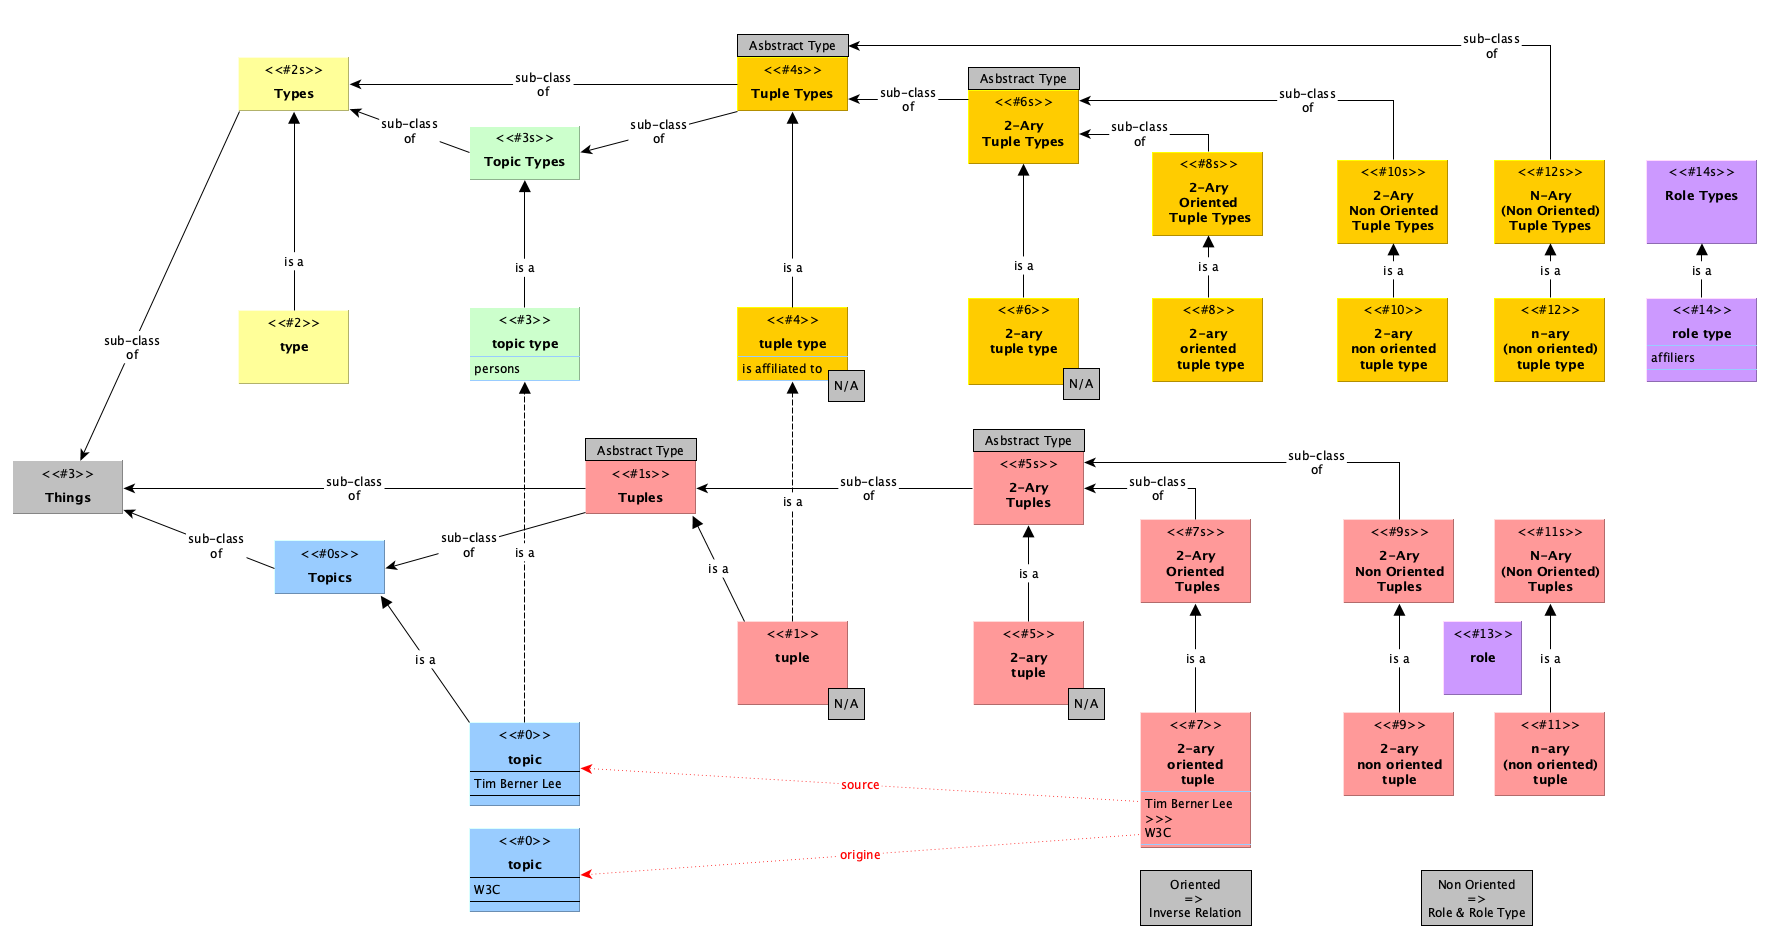 Asbstract Type
<<#4s>>
Tuple Types
sub-class
of
<<#2s>>
Types
sub-class
of
Asbstract Type
<<#6s>>
2-Ary
Tuple Types
sub-class
of
sub-class
of
sub-class
of
sub-class
of
sub-class
of
<<#3s>>
Topic Types
<<#8s>>
2-Ary
Oriented
Tuple Types
<<#10s>>
2-Ary
Non Oriented
Tuple Types
<<#12s>>
N-Ary
(Non Oriented)
Tuple Types
<<#14s>>
Role Types
is a
is a
is a
is a
is a
is a
is a
is a
<<#2>>
type
<<#3>>
topic type
persons
<<#4>>
tuple type
is affiliated to
N/A
<<#6>>
2-ary
tuple type
N/A
<<#8>>
2-ary
oriented
tuple type
<<#10>>
2-ary
non oriented
tuple type
<<#12>>
n-ary
(non oriented)
tuple type
<<#14>>
role type
affiliers
sub-class
of
<<#3>>
Things
sub-class
of
Asbstract Type
<<#1s>>
Tuples
sub-class
of
Asbstract Type
<<#5s>>
2-Ary
Tuples
sub-class
of
sub-class
of
is a
sub-class
of
sub-class
of
is a
<<#0s>>
Topics
is a
is a
<<#7s>>
2-Ary
Oriented
Tuples
<<#9s>>
2-Ary
Non Oriented
Tuples
<<#11s>>
N-Ary
(Non Oriented)
Tuples
is a
<<#1>>
tuple
N/A
<<#5>>
2-ary
tuple
N/A
is a
is a
<<#13>>
role
is a
<<#0>>
topic
Tim Berner Lee
source
<<#7>>
2-ary
oriented
tuple
Tim Berner Lee
>>>
W3C
<<#9>>
2-ary
non oriented
tuple
<<#11>>
n-ary
(non oriented)
tuple
<<#0>>
topic
W3C
origine
Oriented
=>
Inverse Relation
Non Oriented
=>
Role & Role Type